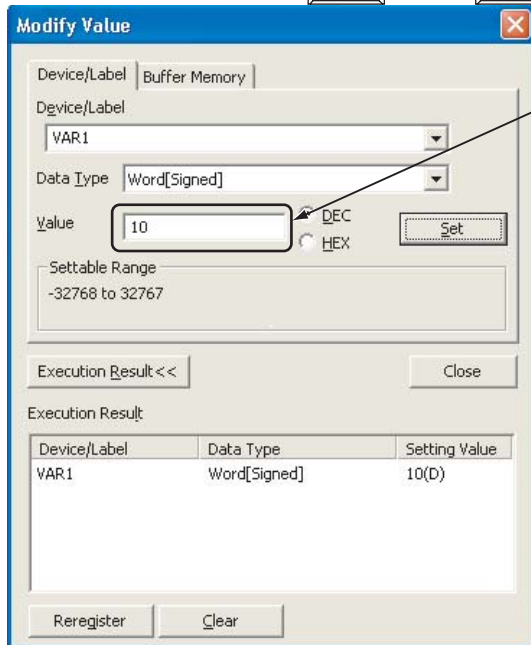 Modify Value
Device/Label Buffer Memory
Device/Label
VAR1
Data Type Word[Signed]
Value 10 DEC Set
HEX
Settable Range
-32768 to 32767
Execution Result<< Close
Execution Result
Device/Label Data Type Setting Value
VAR1 Word[Signed] 10(D)
Reregister Clear